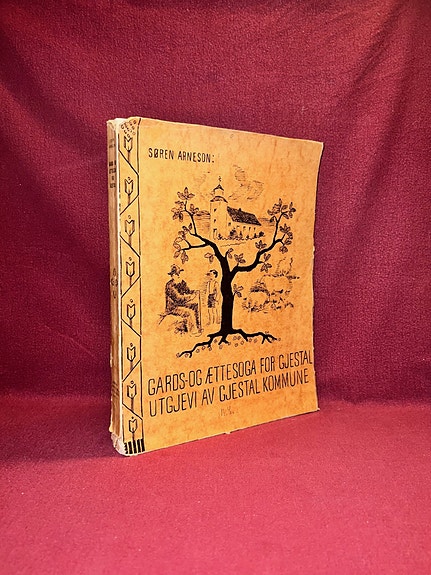 SØREN ARNESON:
GARDS-OG ÆTTESOGA FOR GJESTAL
UTGJEVI AV GJESTAL KOMMUNE